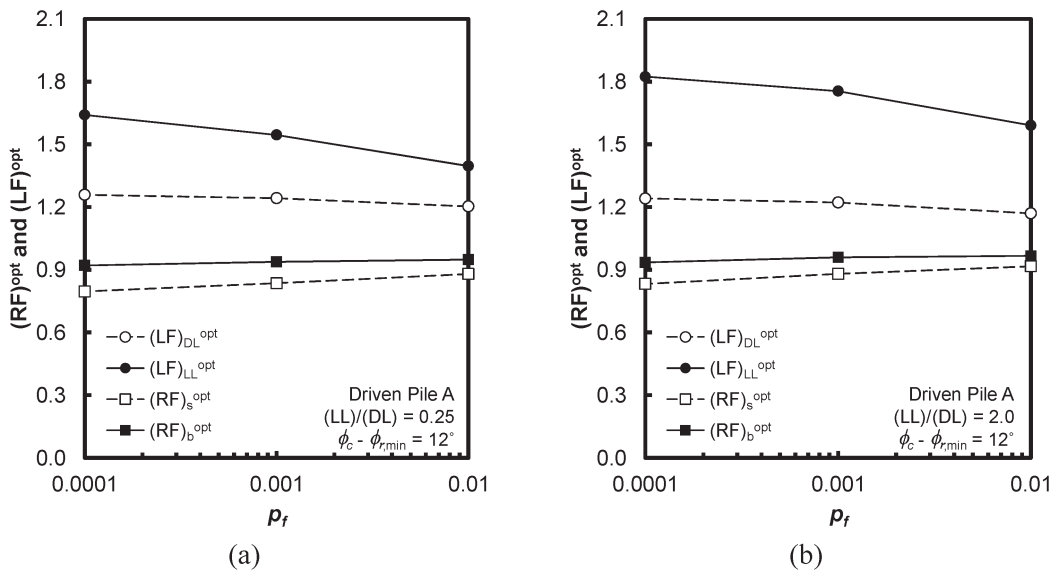 (RF)opt and (LF)opt
2.1
1.8
1.5
1.2
0.9
0.6
0.3
0.0
(LF)DLopt
(LF)LLopt
(RF)sopt
(RF)bopt
Driven Pile A
(LL)/(DL) = 0.25
ϕc - ϕr,min = 12°
0.0001 0.001 0.01
pf
(a)
(RF)opt and (LF)opt
2.1
1.8
1.5
1.2
0.9
0.6
0.3
0.0
(LF)DLopt
(LF)LLopt
(RF)sopt
(RF)bopt
Driven Pile A
(LL)/(DL) = 2.0
ϕc - ϕr,min = 12°
0.0001 0.001 0.01
pf
(b)